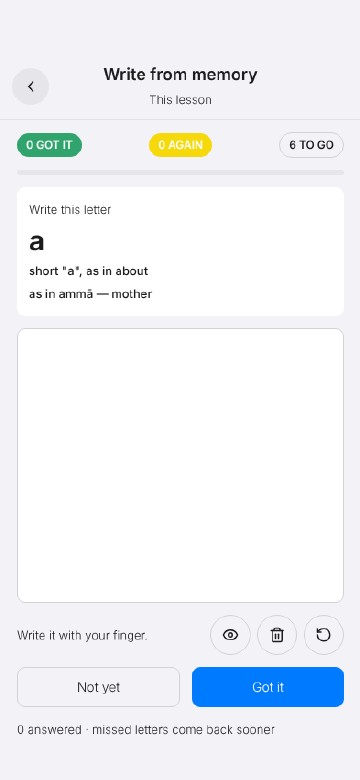 Write from memory
This lesson
0 GOT IT
0 AGAIN
6 TO GO
Write this letter
a
short "a", as in about
as in ammā — mother
Write it with your finger.
Not yet
Got it
0 answered · missed letters come back sooner